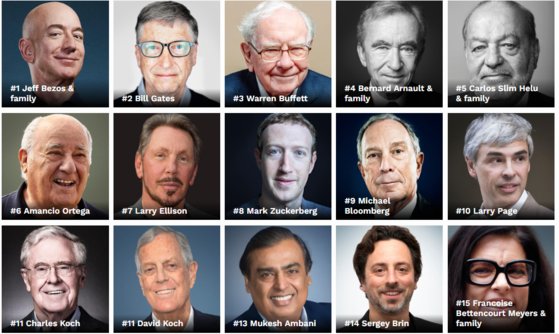 #1 Jeff Bezos &
family
#2 Bill Gates
#3 Warren Buffett
#4 Bernard Arnault &
family
#5 Carlos Slim Helu
& family
#6 Amancio Ortega
#7 Larry Ellison
#8 Mark Zuckerberg
#9 Michael
Bloomberg
#10 Larry Page
#11 Charles Koch
#11 David Koch
#13 Mukesh Ambani
#14 Sergey Brin
#15 Francoise
Bettencourt Meyers &
family